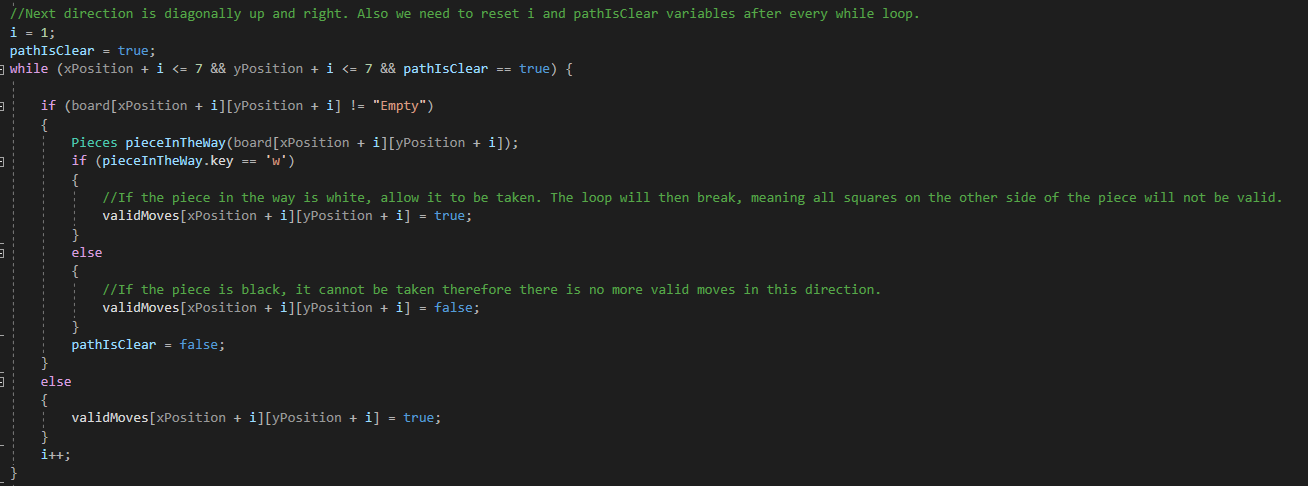 //Next direction is diagonally up and right. Also we need to reset i and pathIsClear variables after every while loop.
i = 1;
pathIsClear = true;
while (xPosition + i <= 7 && yPosition + i <= 7 && pathIsClear == true) {
if (board[xPosition + i][yPosition + i] != "Empty")
{
Pieces pieceInTheWay(board[xPosition + i][yPosition + i]);
if (pieceInTheWay.key == 'w')
{
//If the piece in the way is white, allow it to be taken. The loop will then break, meaning all squares on the other side of the piece will not be valid.
validMoves[xPosition + i][yPosition + i] = true;
}
else
{
//If the piece is black, it cannot be taken therefore there is no more valid moves in this direction.
validMoves[xPosition + i][yPosition + i] = false;
}
pathIsClear = false;
}
else
{
validMoves[xPosition + i][yPosition + i] = true;
}
i++;
}